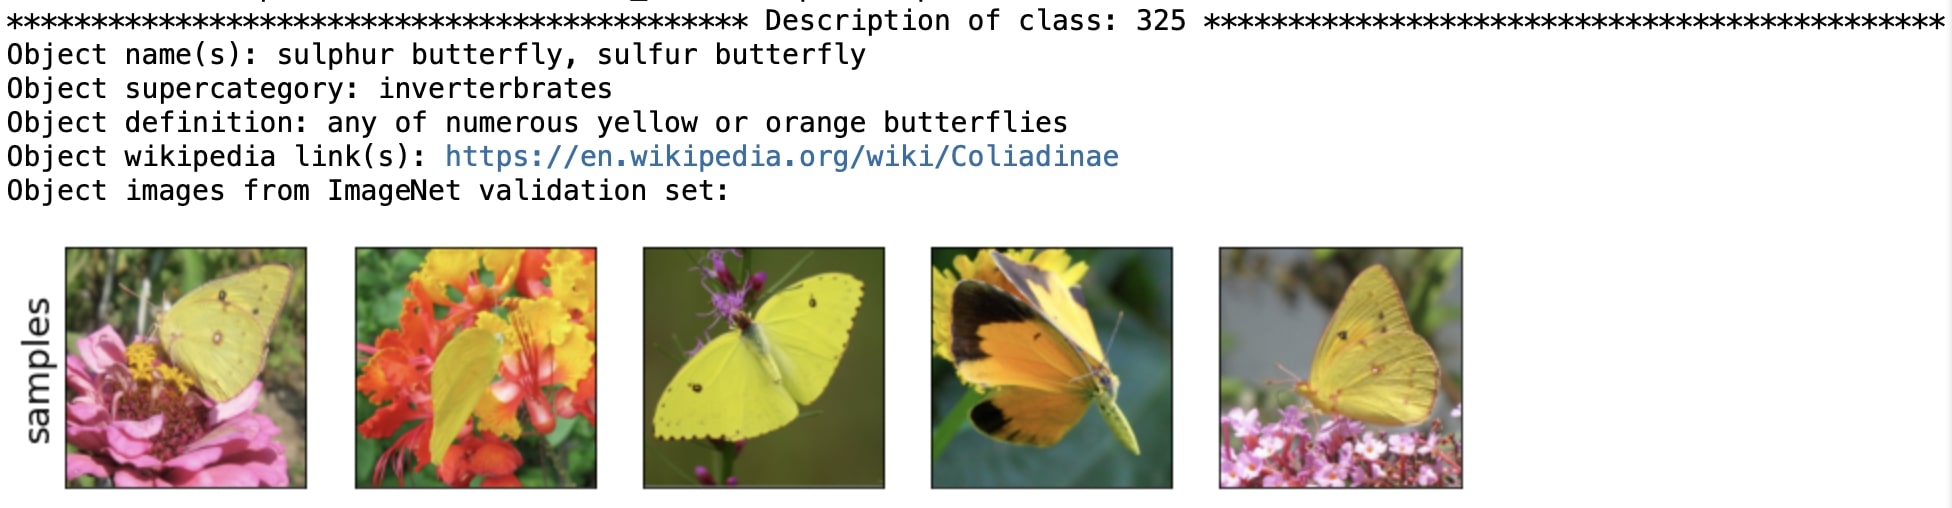 ******************************************** Description of class: 325 ********************************************
Object name(s): sulphur butterfly, sulfur butterfly
Object supercategory: inverterbrates
Object definition: any of numerous yellow or orange butterflies
Object wikipedia link(s): https://en.wikipedia.org/wiki/Coliadinae
Object images from ImageNet validation set:
samples